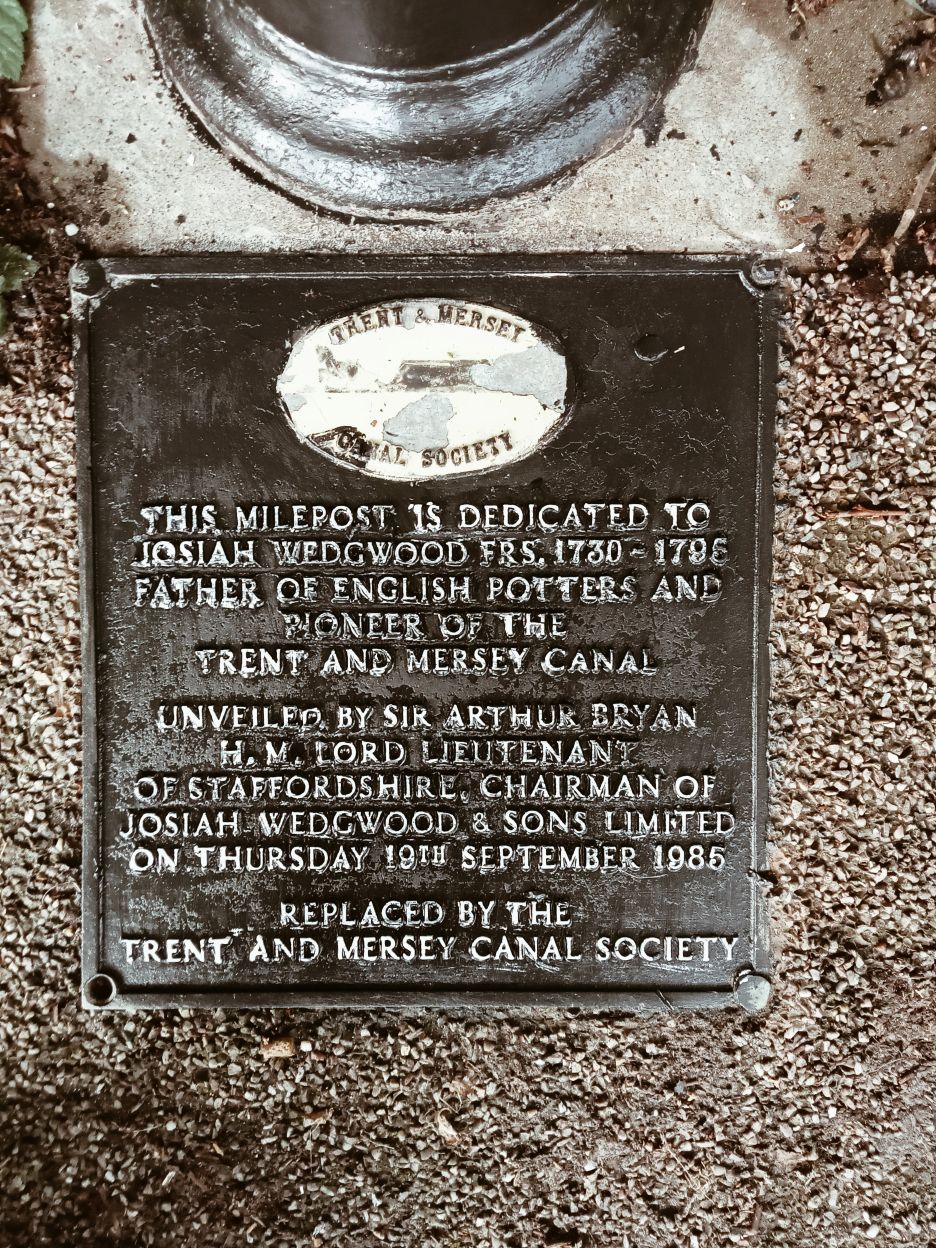 TRENT & MERSEY
CANAL SOCIETY
THIS MILEPOST IS DEDICATED TO
JOSIAH WEDGWOOD FRS. 1730 - 1795
FATHER OF ENGLISH POTTERS AND
PIONEER OF THE
TRENT AND MERSEY CANAL
UNVEILED BY SIR ARTHUR BRYAN
H. M. LORD LIEUTENANT
OF STAFFORDSHIRE, CHAIRMAN OF
JOSIAH WEDGWOOD & SONS LIMITED
ON THURSDAY 19TH SEPTEMBER 1985
REPLACED BY THE
TRENT AND MERSEY CANAL SOCIETY